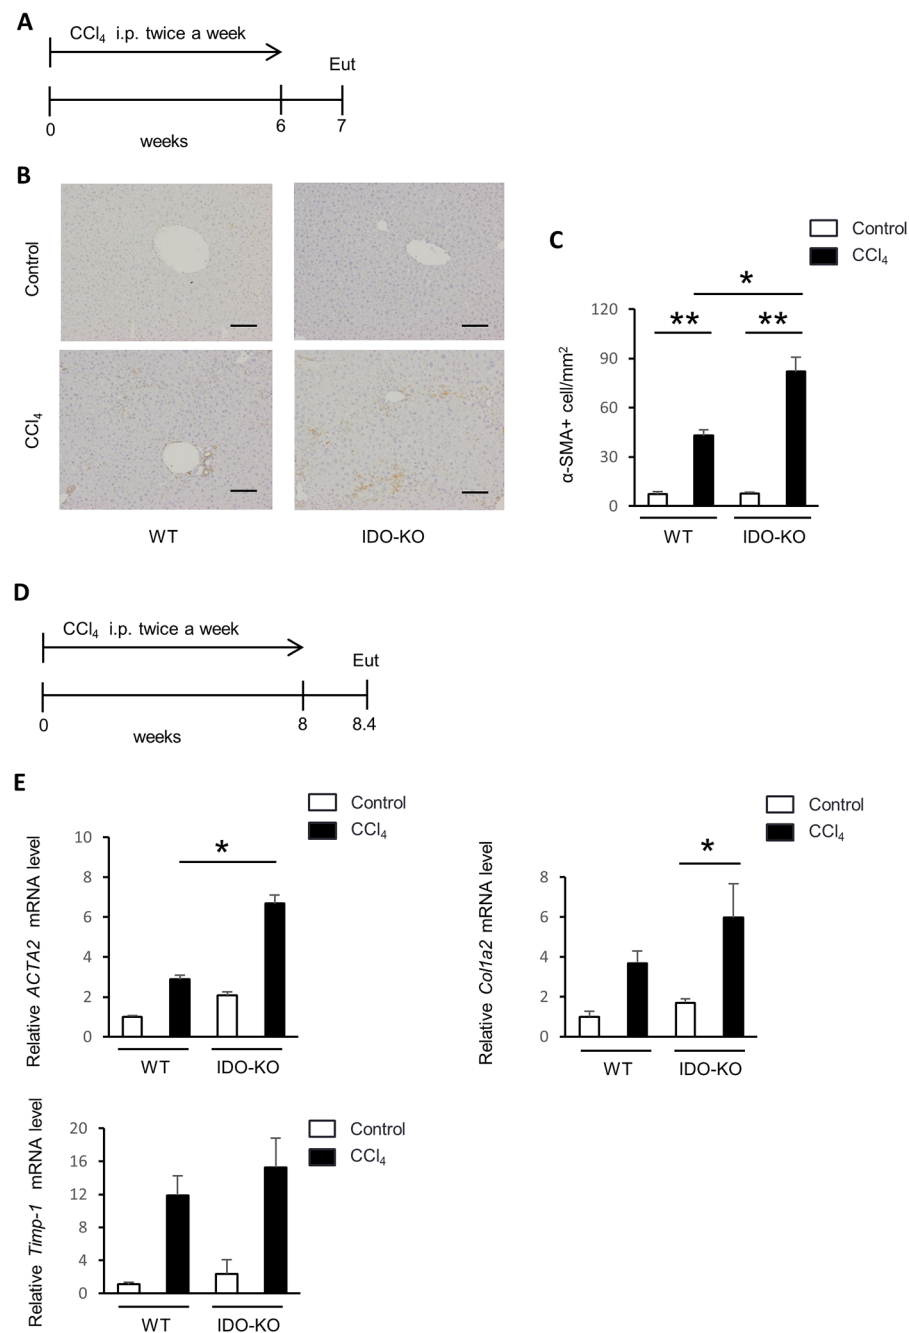 A
CCl4 i.p. twice a week
Eut
0
6
7
weeks
B
Control
CCl4
WT
IDO-KO
C
Control
CCl4
*
**
**
α-SMA+ cell/mm2
120
90
60
30
0
WT
IDO-KO
D
CCl4 i.p. twice a week
Eut
0
8
8.4
weeks
E
Control
CCl4
*
Relative ACTA2 mRNA level
10
8
6
4
2
0
WT
IDO-KO
Control
CCl4
*
Relative Col1a2 mRNA level
8
6
4
2
0
WT
IDO-KO
Control
CCl4
Relative Timp-1 mRNA level
20
16
12
8
4
0
WT
IDO-KO